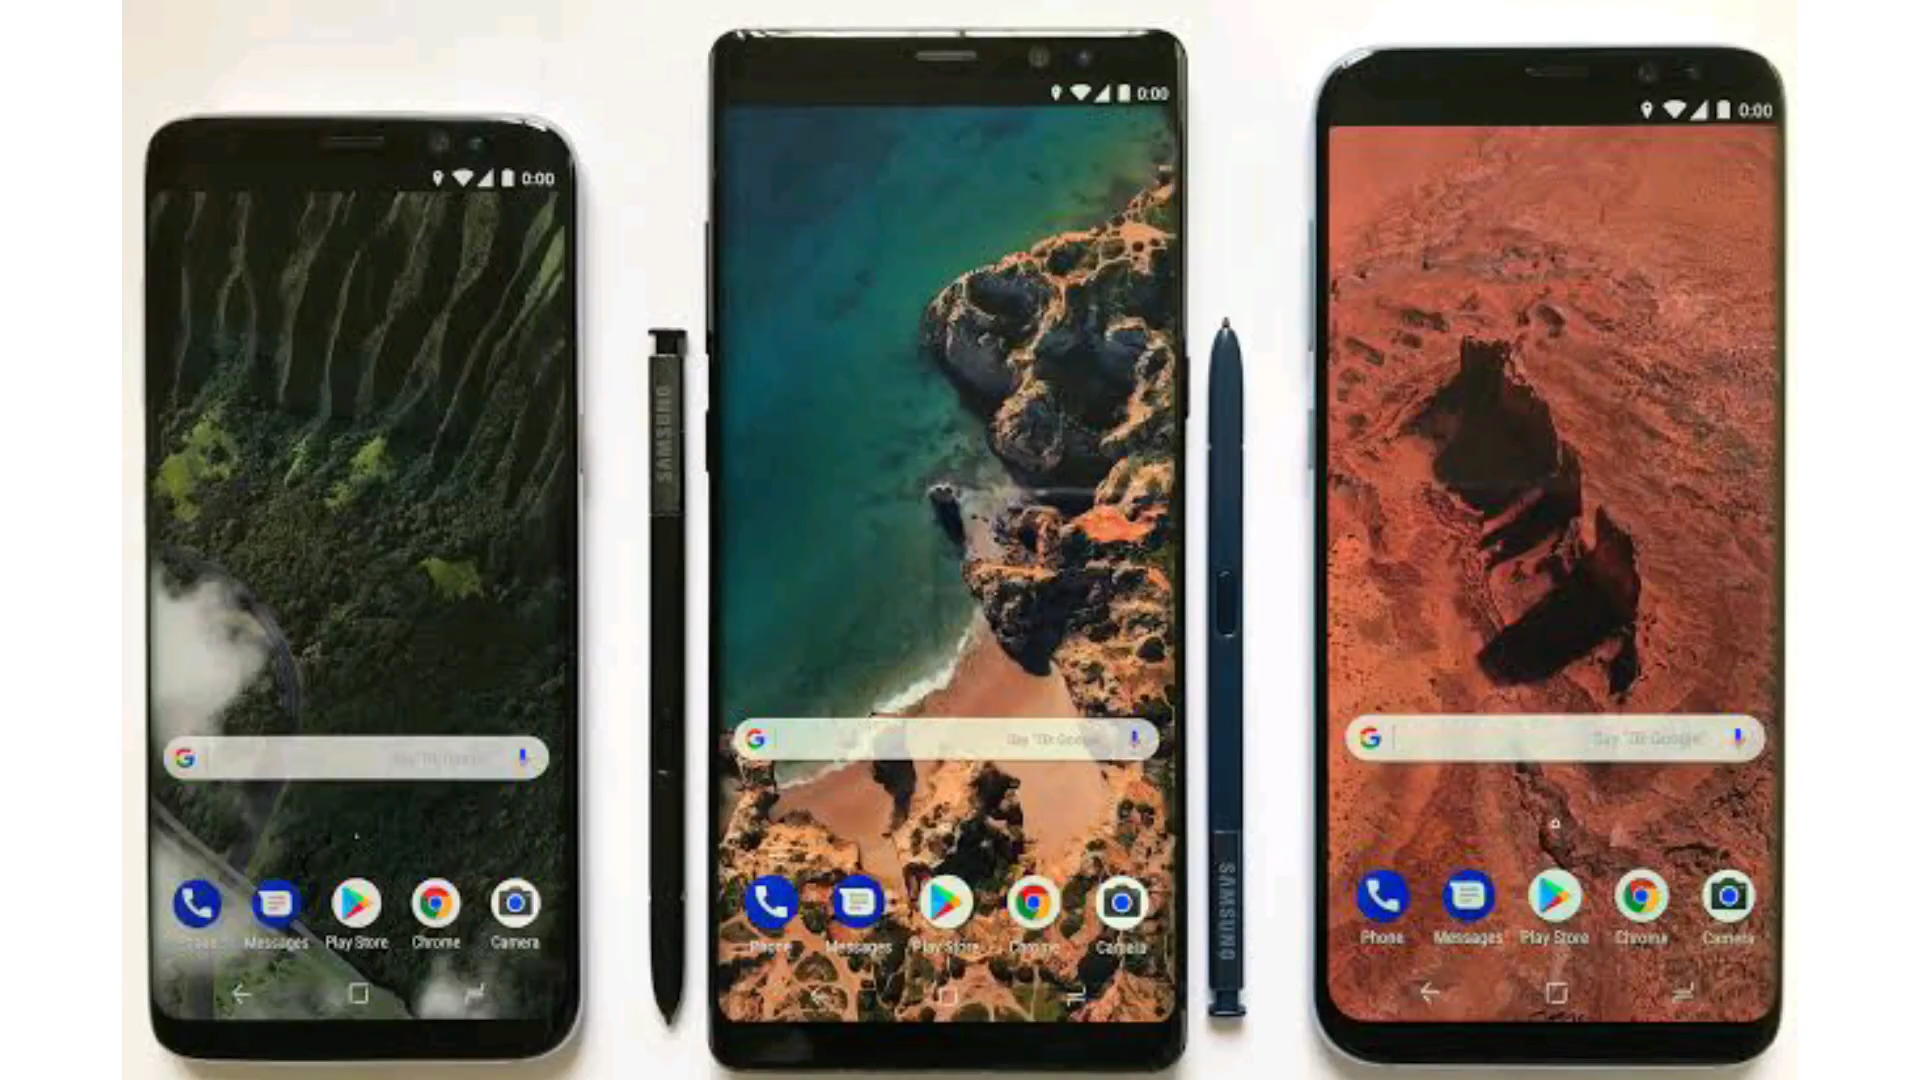 0:00
Messages
Play Store
Chrome
Camera
SAMSUNG
0:00
Phone
Messages
Play Store
Chrome
Camera
SAMSUNG
0:00
Phone
Messages
Play Store
Chrome
Camera